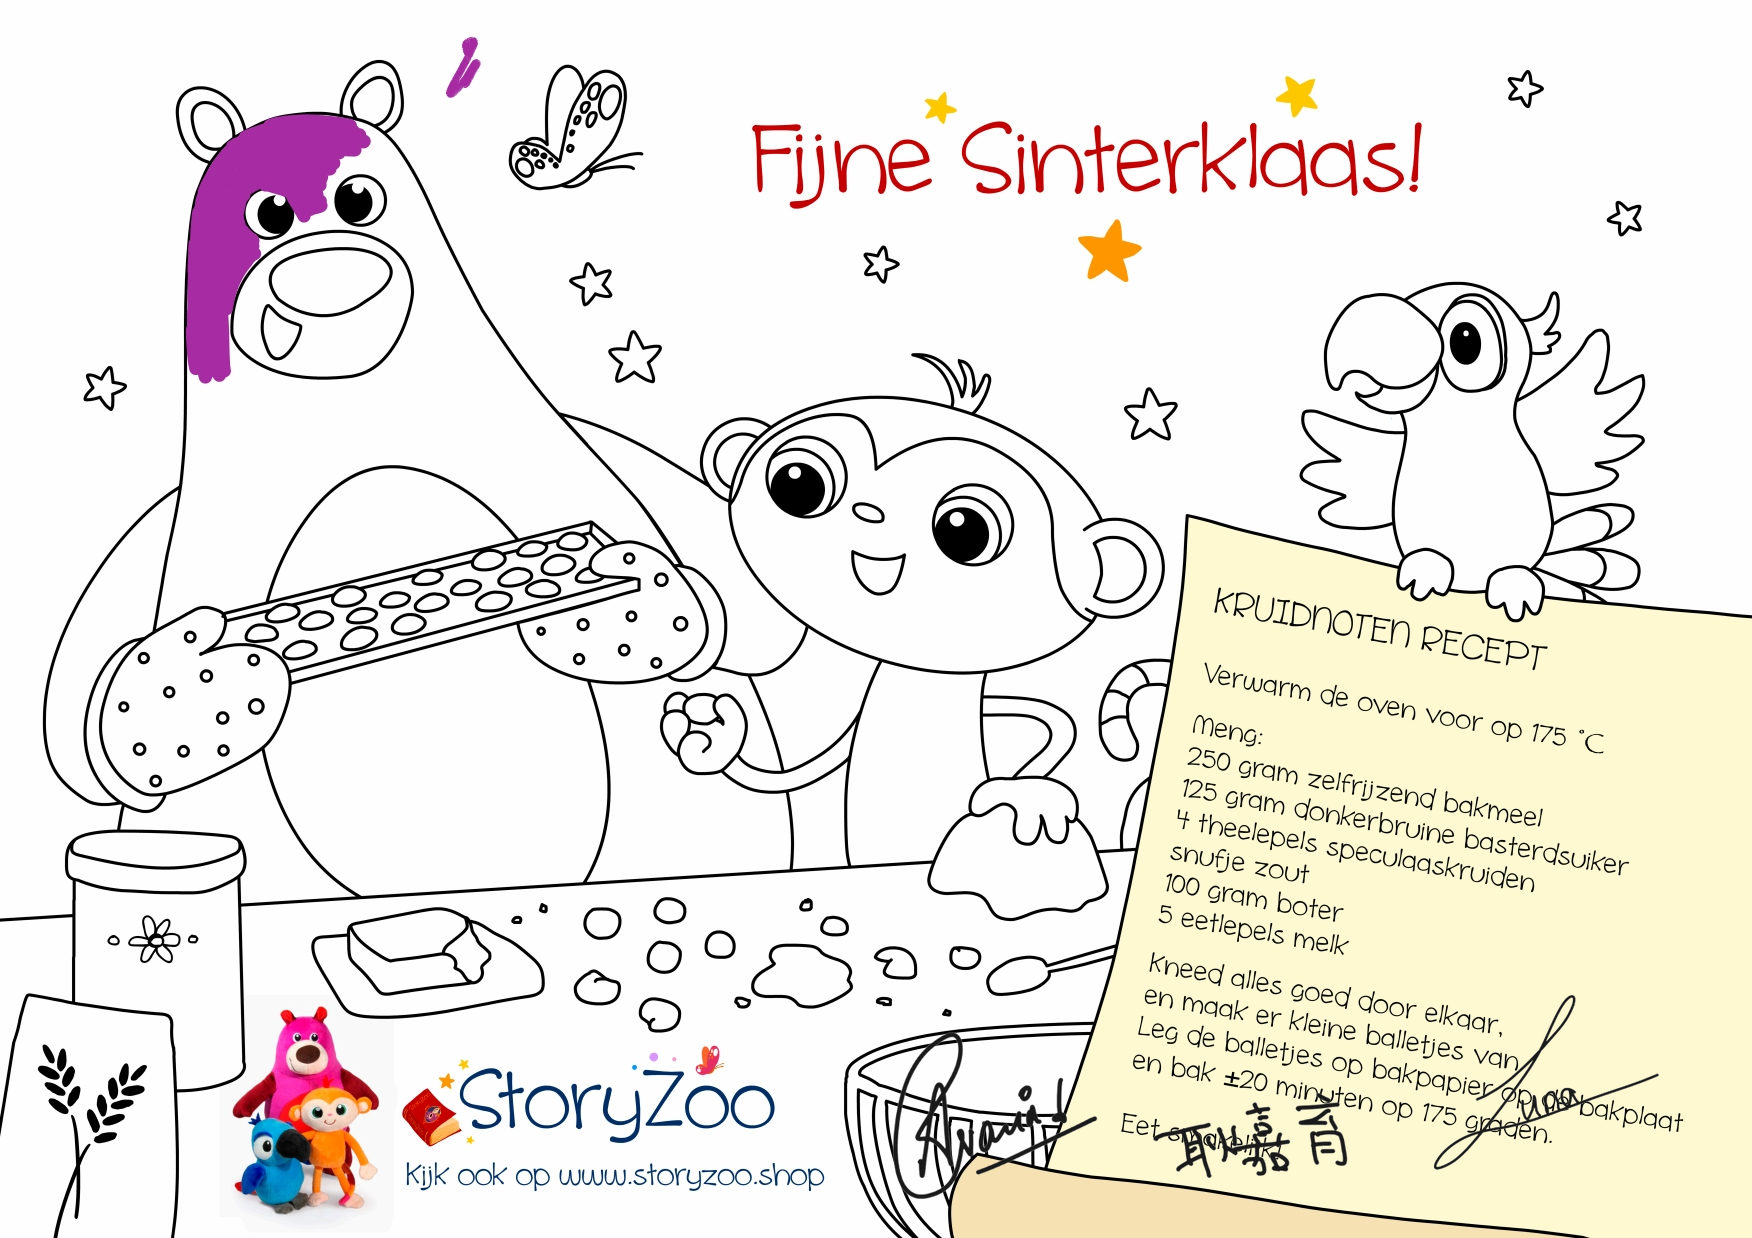 Fijne Sinterklaas!
KRUIDNOTEN RECEPT
Verwarm de oven voor op 175 °C
Meng:
250 gram zelfrijzend bakmeel
125 gram donkerbruine basterdsuiker
4 theelepels speculaaskruiden
snufje zout
100 gram boter
5 eetlepels melk
Kneed alles goed door elkaar,
en maak er kleine balletjes van
Leg de balletjes op bakpapier op de bakplaat
en bak ±20 minuten op 175 graden.
Eet smakelijk!
Luna
嘉育
StoryZoo
Kijk ook op www.storyzoo.shop